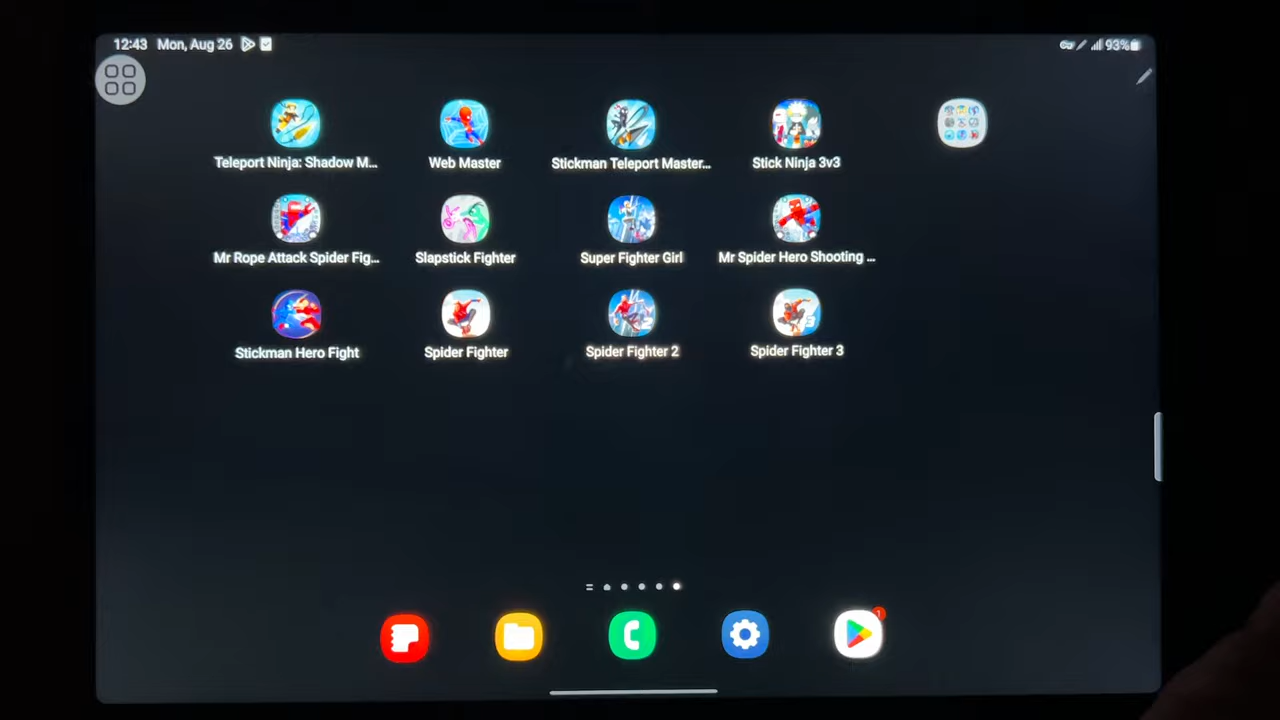 12:43 Mon, Aug 26
93%
Teleport Ninja: Shadow M...
Web Master
Stickman Teleport Master...
Stick Ninja 3v3
Mr Rope Attack Spider Fig...
Slapstick Fighter
Super Fighter Girl
Mr Spider Hero Shooting ...
Stickman Hero Fight
Spider Fighter
Spider Fighter 2
3
Spider Fighter 3
1